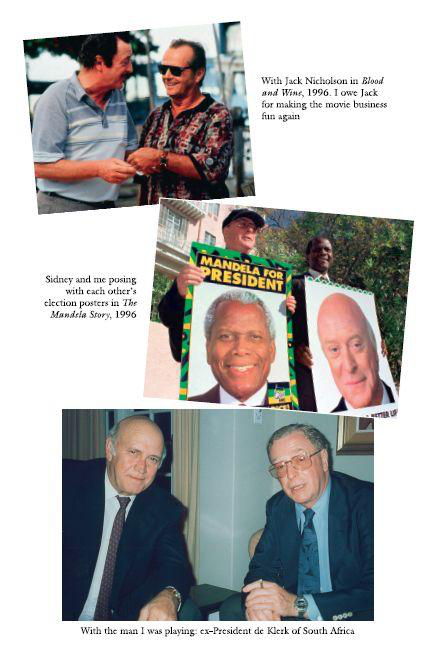 With Jack Nicholson in Blood
and Wine, 1996. I owe Jack
for making the movie business
fun again
Sidney and me posing
with each other's
election posters in The
Mandela Story, 1996
MANDELA FOR
PRESIDENT
A BETTER
With the man I was playing: ex-President de Klerk of South Africa